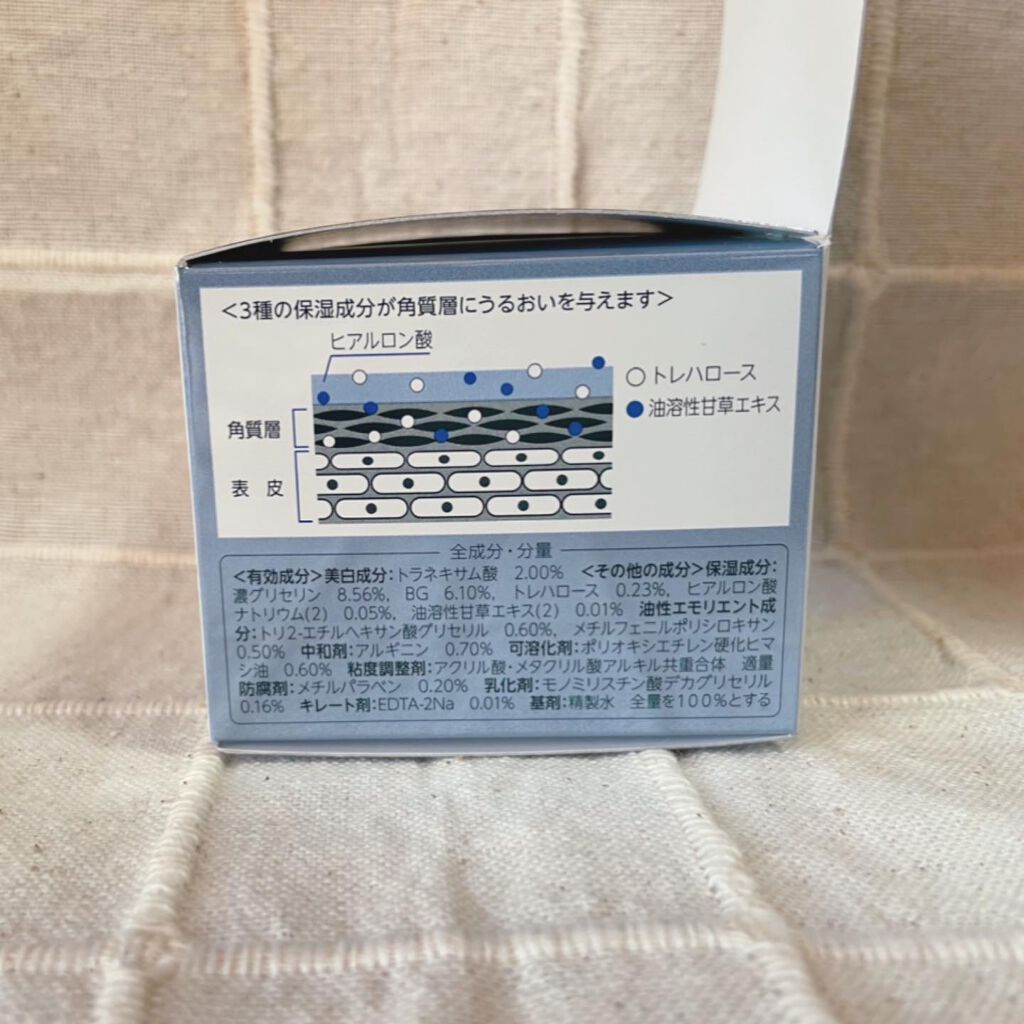 <3種の保湿成分が角質層にうるおいを与えます>
ヒアルロン酸
○トレハロース
●油溶性甘草エキス
角質層
表 皮
全成分・分量
<有効成分>美白成分:トラネキサム酸 2.00% <その他の成分>保湿成分:
濃グリセリン 8.56%, BG 6.10%, トレハロース 0.23%, ヒアルロン酸
ナトリウム(2) 0.05%, 油溶性甘草エキス(2) 0.01% 油性エモリエント成
分:トリ2-エチルヘキサン酸グリセリル 0.60%, メチルフェニルポリシロキサン
0.50% 中和剤:アルギニン 0.70% 可溶化剤:ポリオキシエチレン硬化ヒマ
シ油 0.60% 粘度調整剤:アクリル酸・メタクリル酸アルキル共重合体 適量
防腐剤:メチルパラベン 0.20% 乳化剤:モノミリスチン酸デカグリセリル
0.16% キレート剤:EDTA-2Na 0.01% 基剤:精製水 全量を100%とする